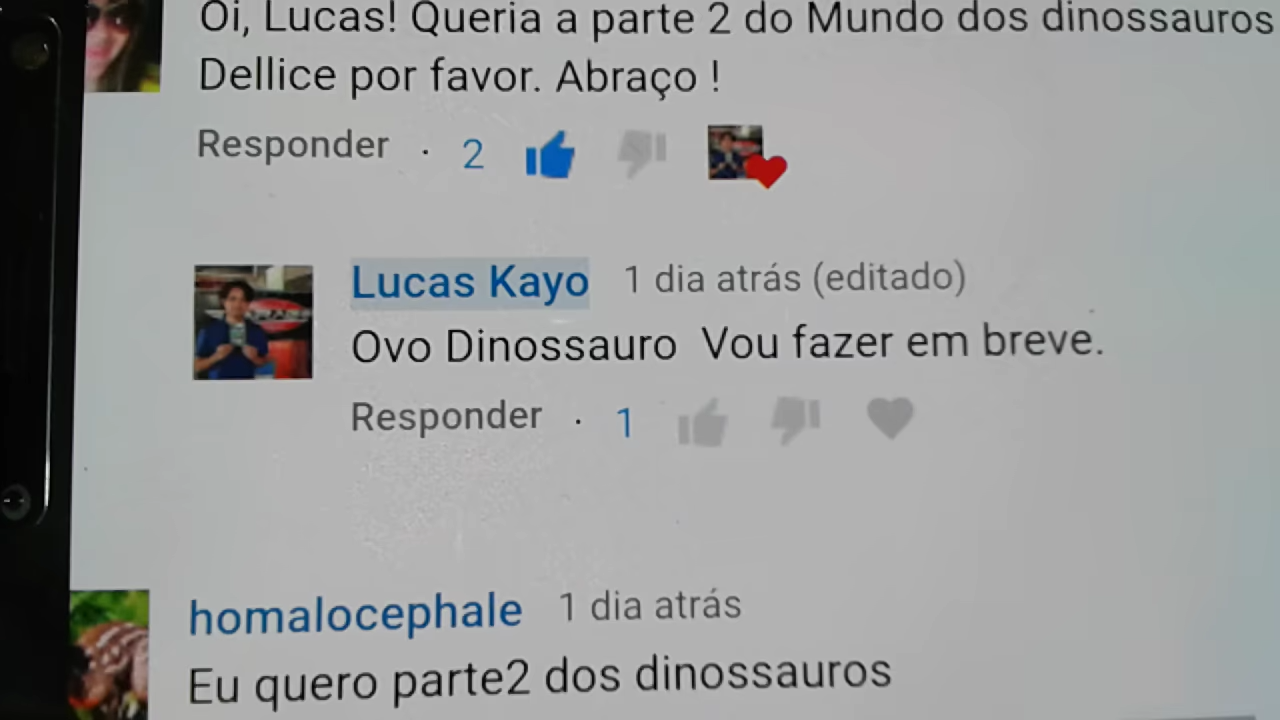 Oi, Lucas! Queria a parte 2 do Mundo dos dinossauros
Dellice por favor. Abraço !
Responder · 2
Lucas Kayo 1 dia atrás (editado)
Ovo Dinossauro Vou fazer em breve.
Responder · 1
homalocephale 1 dia atrás
Eu quero parte2 dos dinossauros